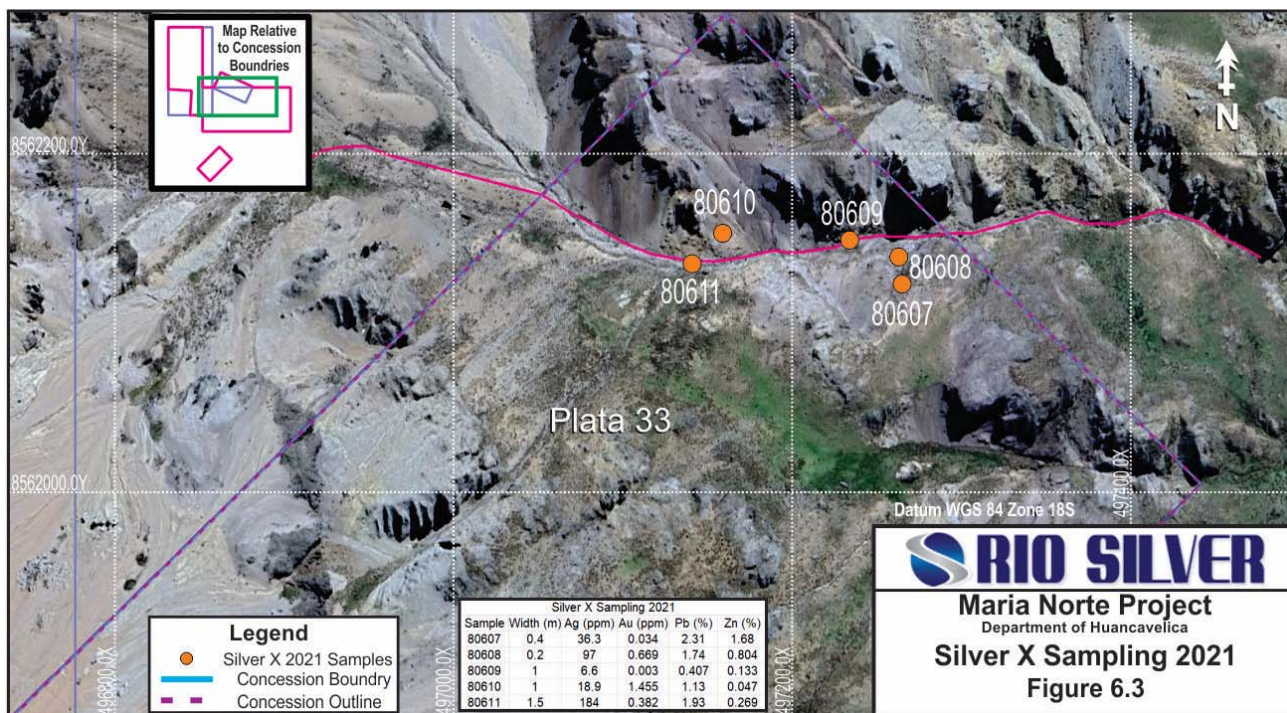 Map Relative
to Concession
Boundries
N
8562200.0Y
80610
80609
80608
80611
80607
Plata 33
8562000.0Y
497400.0X
Datum WGS 84 Zone 18S
RIO SILVER
Maria Norte Project
Department of Huancavelica
Silver X Sampling 2021
Figure 6.3
Legend
Silver X 2021 Samples
Concession Boundry
Concession Outline
496800.0X
497000.0X
497200.0X
Silver X Sampling 2021
Sample Width (m) Ag (ppm) Au (ppm) Pb (%) Zn (%)
80607 0.4 36.3 0.034 2.31 1.68
80608 0.2 97 0.669 1.74 0.804
80609 1 6.6 0.003 0.407 0.133
80610 1 18.9 1.455 1.13 0.047
80611 1.5 184 0.382 1.93 0.269